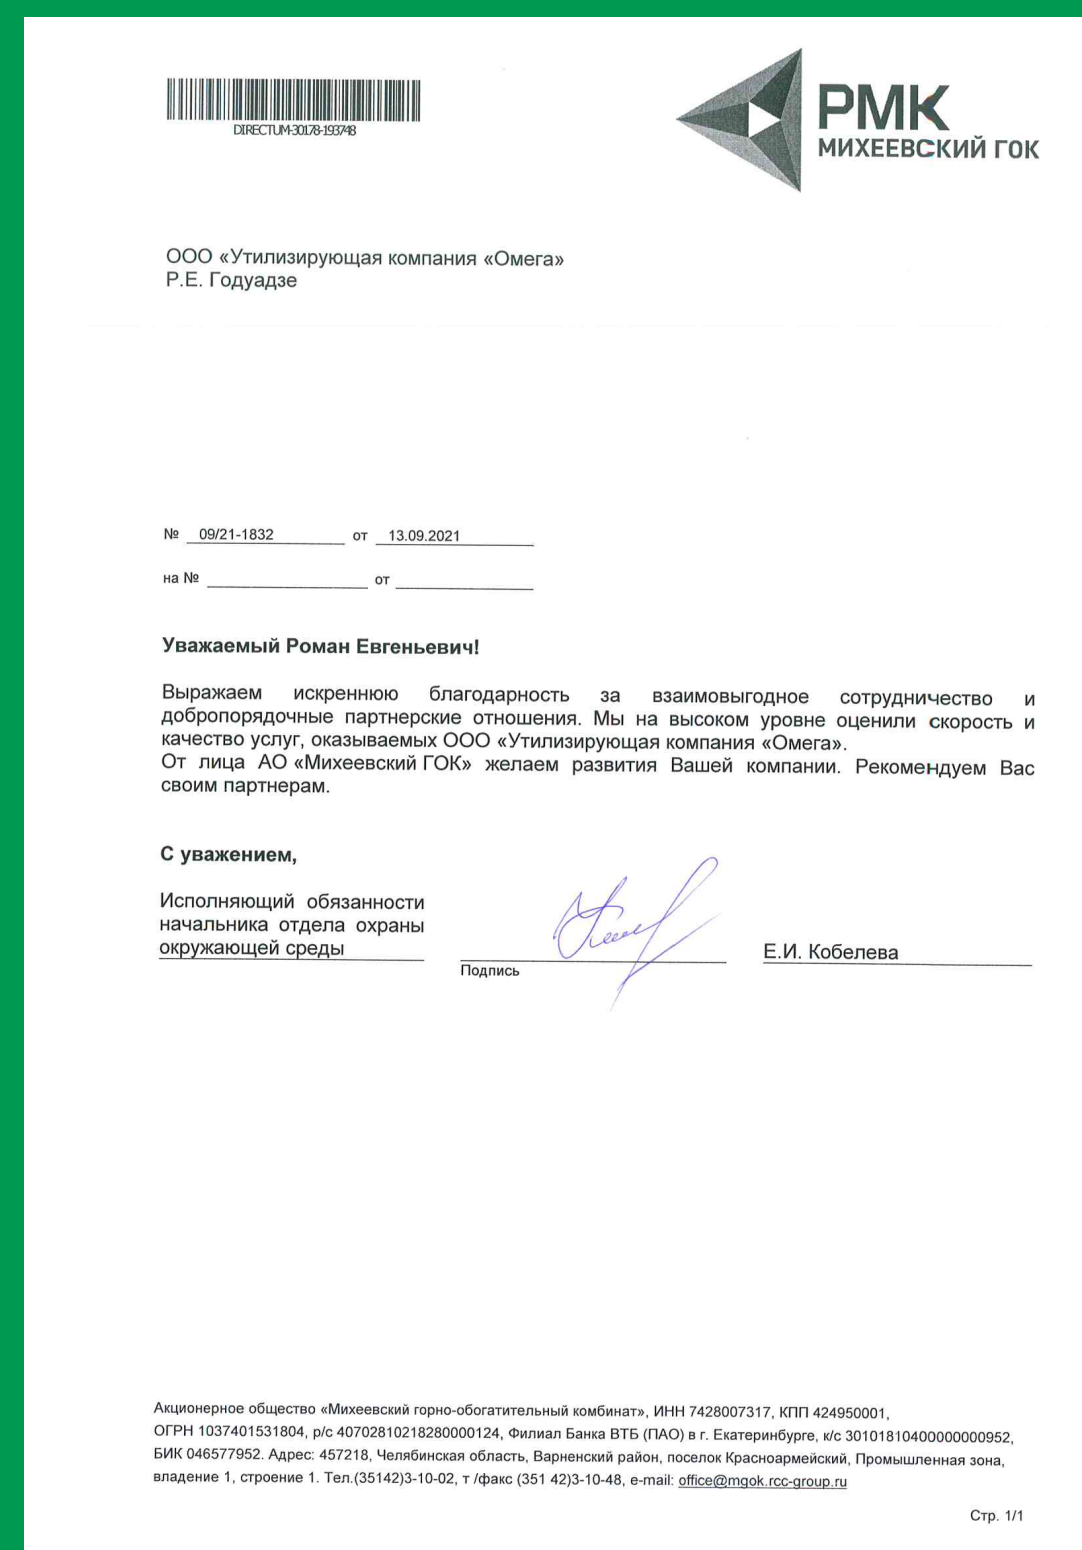 DIRECTUM-30178-193748
РМК
МИХЕЕВСКИЙ ГОК
ООО «Утилизирующая компания «Омега»
Р.Е. Годуадзе
№ 09/21-1832 от 13.09.2021
на № от
Уважаемый Роман Евгеньевич!
Выражаем искреннюю благодарность за взаимовыгодное сотрудничество и
добропорядочные партнерские отношения. Мы на высоком уровне оценили скорость и
качество услуг, оказываемых ООО «Утилизирующая компания «Омега».
От лица АО «Михеевский ГОК» желаем развития Вашей компании. Рекомендуем Вас
своим партнерам.
С уважением,
Исполняющий обязанности
начальника отдела охраны
окружающей среды
Подпись
Е.И. Кобелева
Акционерное общество «Михеевский горно-обогатительный комбинат», ИНН 7428007317, КПП 424950001,
ОГРН 1037401531804, р/с 40702810218280000124, Филиал Банка ВТБ (ПАО) в г. Екатеринбурге, к/с 30101810400000000952,
БИК 046577952. Адрес: 457218, Челябинская область, Варненский район, поселок Красноармейский, Промышленная зона,
владение 1, строение 1. Тел.(35142)3-10-02, т /факс (351 42)3-10-48, e-mail: office@mgok.rcc-group.ru
Стр. 1/1